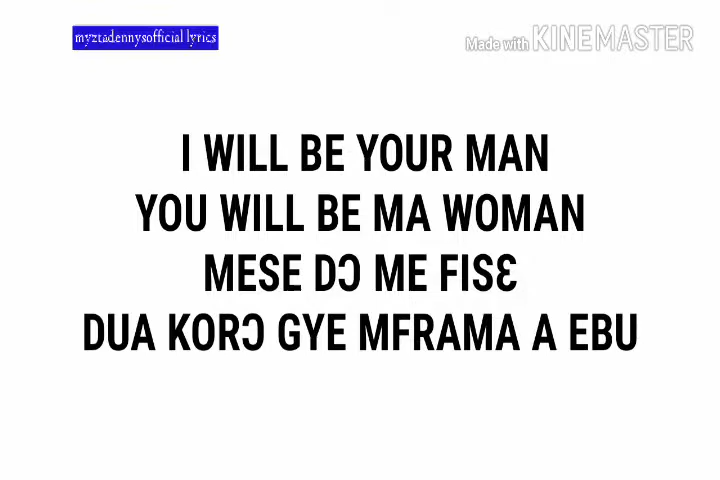 myztadennysofficial lyrics
Made with KINEMASTER
I WILL BE YOUR MAN
YOU WILL BE MA WOMAN
MESE DƆ ME FISƐ
DUA KORƆ GYE MFRAMA A EBU